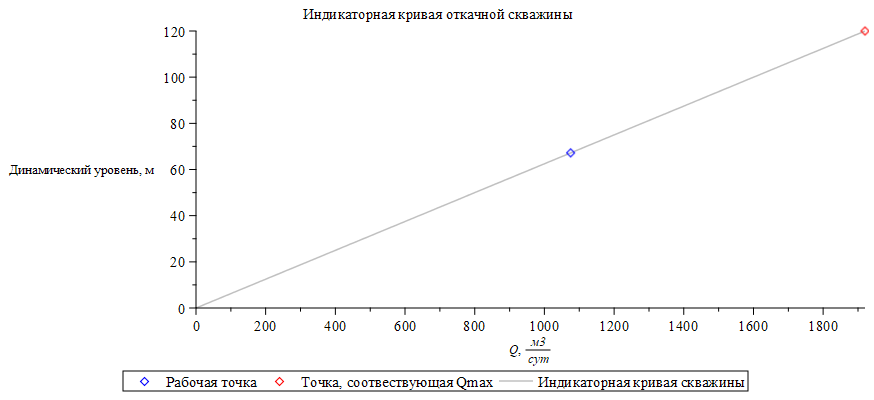 Индикаторная кривая откачной скважины
120
100
80
Динамический уровень, м
60
40
20
0
0 200 400 600 800 1000 1200 1400 1600 1800
Q, м3/сут
Рабочая точка Точка, соотвествующая Qmax Индикаторная кривая скважины